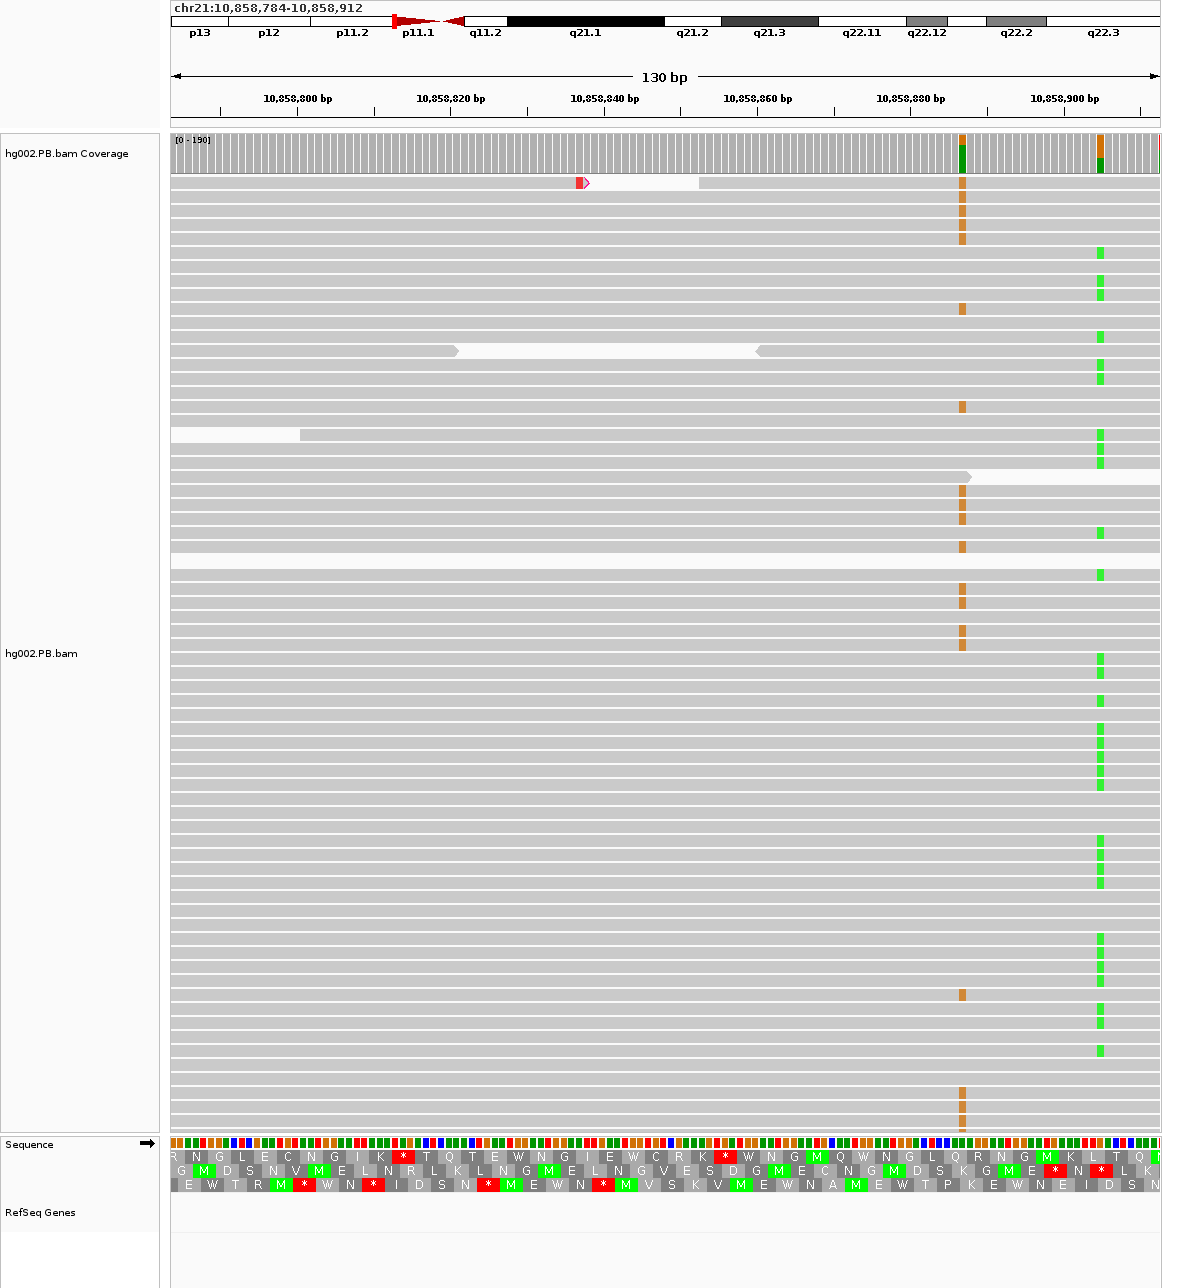 chr21:10,858,784-10,858,912
p13 p12 p11.2 p11.1 q11.2 q21.1 q21.2 q21.3 q22.11 q22.12 q22.2 q22.3
130 bp
10,858,800 bp 10,858,820 bp 10,858,840 bp 10,858,860 bp 10,858,880 bp 10,858,900 bp
[0 - 150]
hg002.PB.bam Coverage
hg002.PB.bam
Sequence
R N G L E C N G I K * T Q T E W N G I E W C R K * W N G M Q W N G L Q R N G M K L T Q
G M D S N V M E L N R L K L N G M E L N G V E S D G M E C N G M D S K G M E * N * L K
E W T R M * W N * I D S N * M E W N * M V S K V M E W N A M E W T P K E W N E I D S N
RefSeq Genes